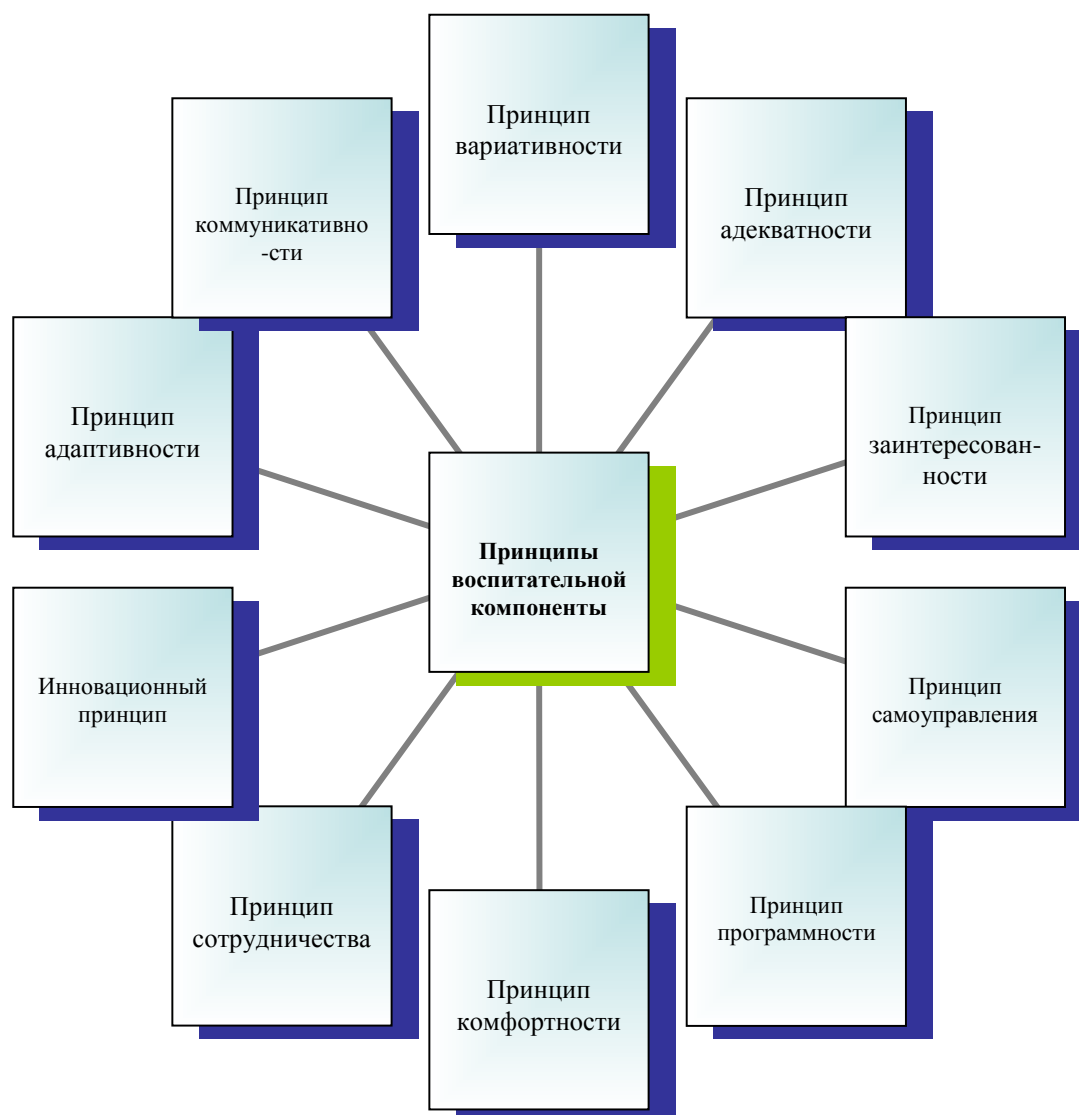 Принцип
вариативности
Принцип
адекватности
Принцип
заинтересован-
ности
Принцип
самоуправления
Принцип
программности
Принцип
комфортности
Принцип
сотрудничества
Инновационный
принцип
Принцип
адаптивности
Принцип
коммуникативно
-сти
Принципы
воспитательной
компоненты